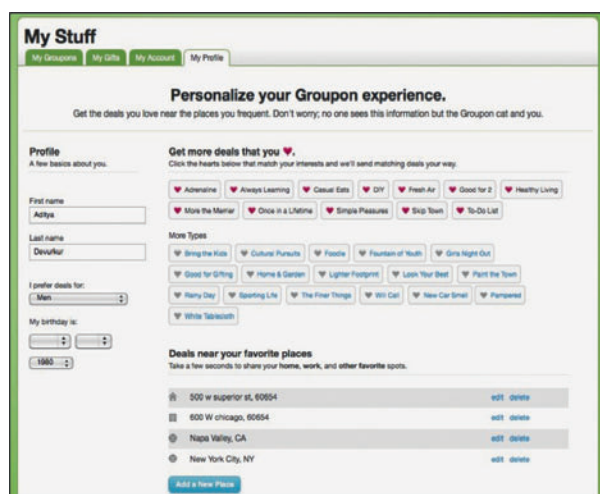 My Stuff
My Groupons My Gifts My Account My Profile
Personalize your Groupon experience.
Get the deals you love near the places you frequent. Don't worry; no one sees this information but the Groupon cat and you.
Profile
A few basics about you.
First name
Aditya
Last name
Devurkur
I prefer deals for:
Men
My birthday is:
1980
Get more deals that you ♥.
Click the hearts below that match your interests and we'll send matching deals your way.
♥ Adrenaline ♥ Always Learning ♥ Casual Eats ♥ DIY ♥ Fresh Air ♥ Good for 2 ♥ Healthy Living
♥ More the Merrier ♥ Once in a Lifetime ♥ Simple Pleasures ♥ Skip Town ♥ To-Do List
More Types
♥ Bring the Kids ♥ Cultural Pursuits ♥ Foodie ♥ Fountain of Youth ♥ Girls Night Out
♥ Good for Gifting ♥ Home & Garden ♥ Lighter Footprint ♥ Look Your Best ♥ Paint the Town
♥ Rainy Day ♥ Sporting Life ♥ The Finer Things ♥ Will Call ♥ New Car Smell ♥ Pampered
♥ White Tablecloth
Deals near your favorite places
Take a few seconds to share your home, work, and other favorite spots.
500 w superior st, 60654 edit delete
600 W chicago, 60654 edit delete
Napa Valley, CA edit delete
New York City, NY edit delete
Add a New Place